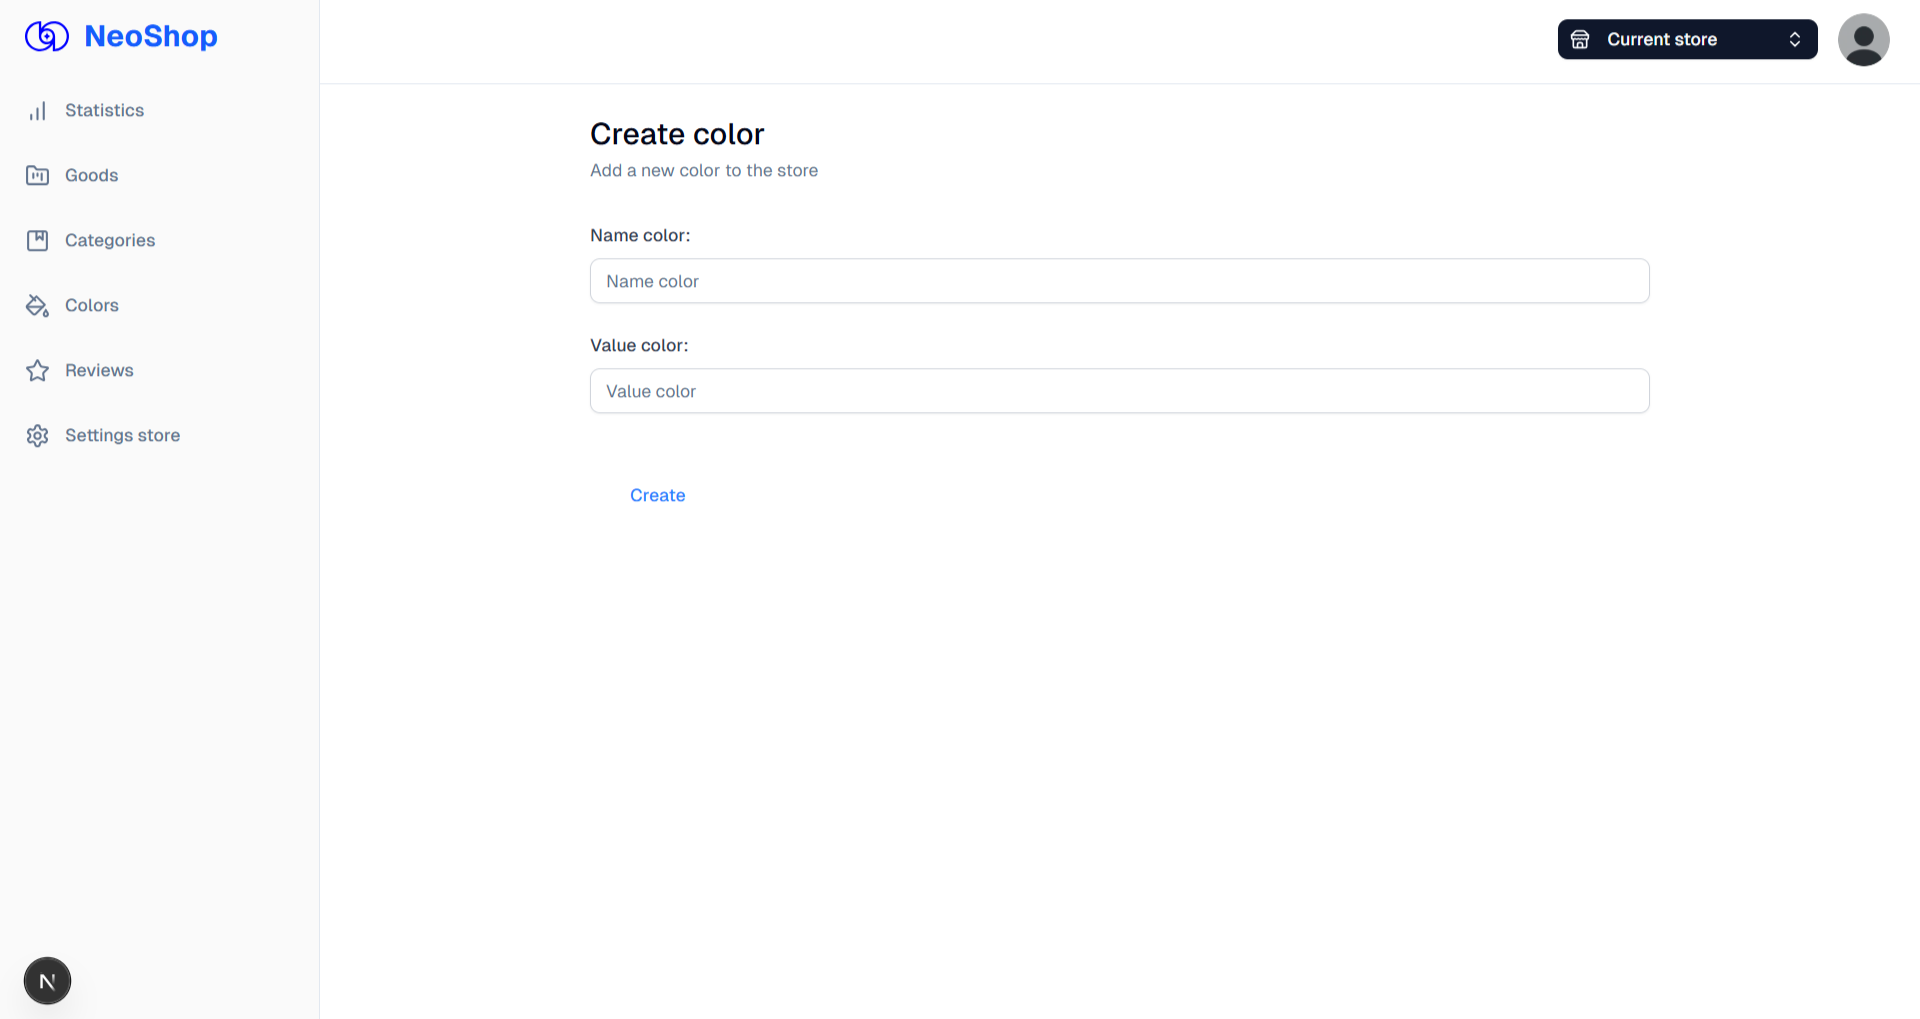 NeoShop
Current store
Statistics
Goods
Categories
Colors
Reviews
Settings store
Create color
Add a new color to the store
Name color:
Name color
Value color:
Value color
Create
N